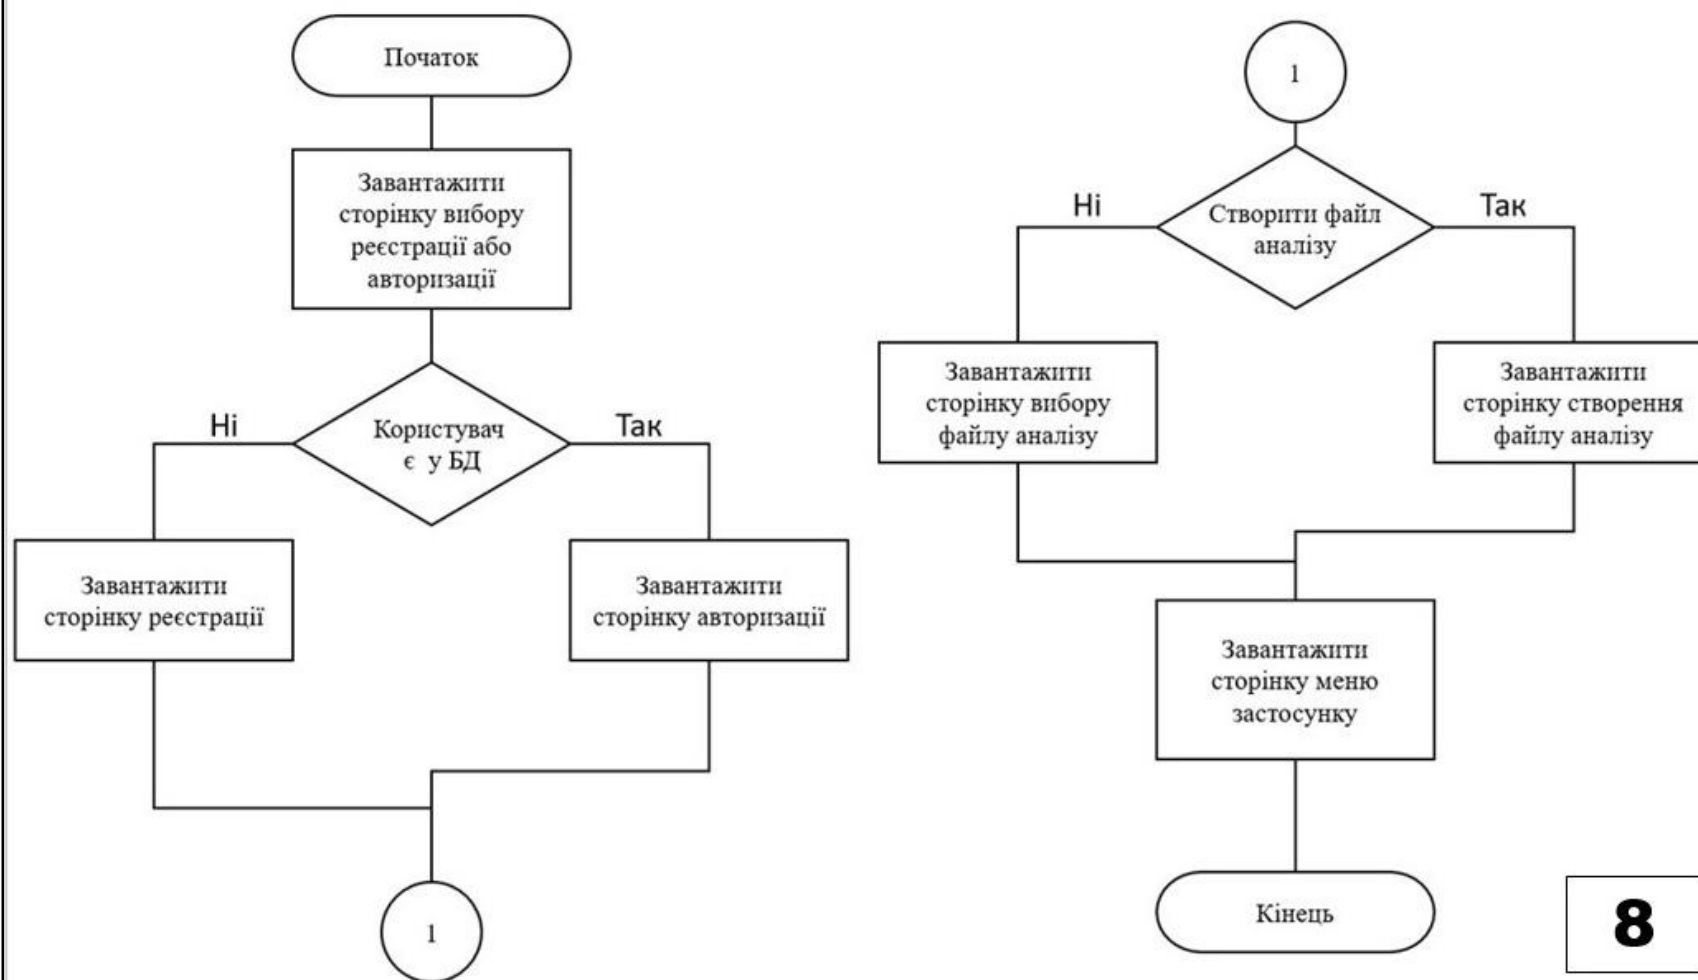 Початок
Завантажити
сторінку вибору
реєстрації або
авторизації
Користувач
є у БД
Ні
Так
Завантажити
сторінку реєстрації
Завантажити
сторінку авторизації
1
1
Створити файл
аналізу
Ні
Так
Завантажити
сторінку вибору
файлу аналізу
Завантажити
сторінку створення
файлу аналізу
Завантажити
сторінку меню
застосунку
Кінець
8